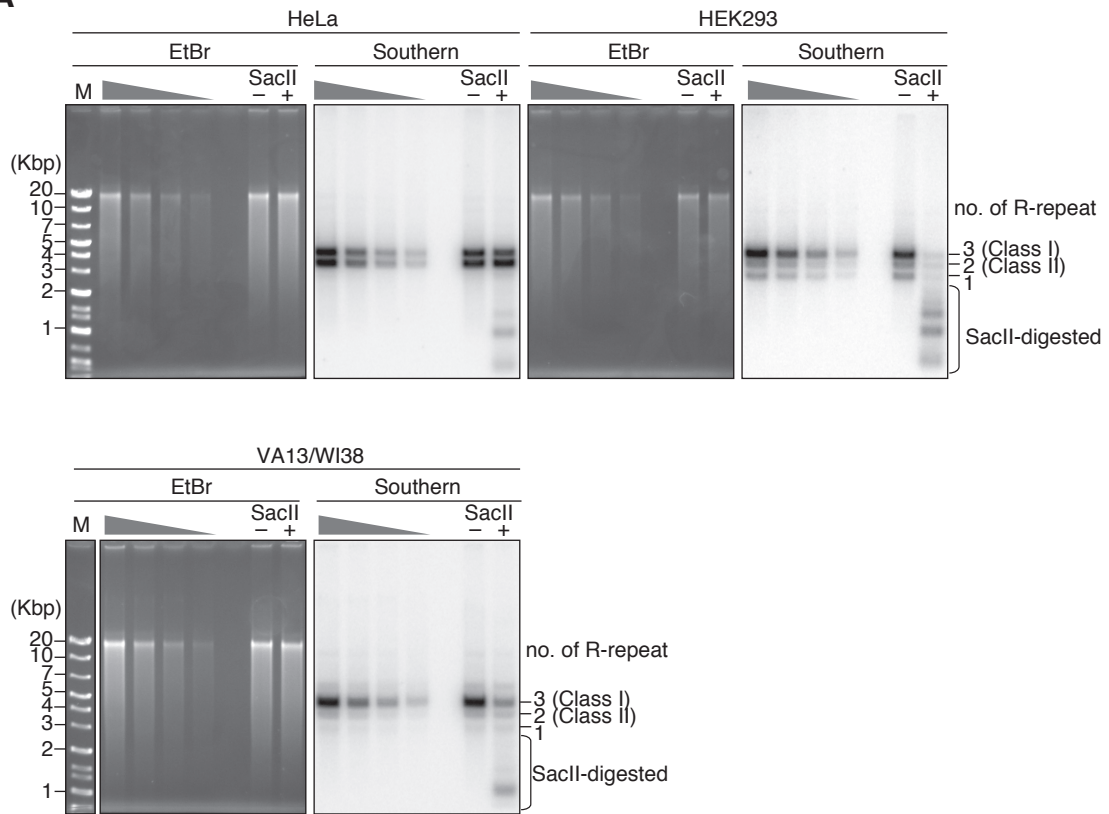 A
HeLa HEK293
EtBr Southern EtBr Southern
SacII SacII SacII SacII
M – + – + – + – +
(Kbp)
20
10
7
5
4
3
2
1
no. of R-repeat
3 (Class I)
2 (Class II)
1
SacII-digested
VA13/WI38
EtBr Southern
SacII SacII
M – + – +
(Kbp)
20
10
7
5
4
3
2
1
no. of R-repeat
3 (Class I)
2 (Class II)
1
SacII-digested